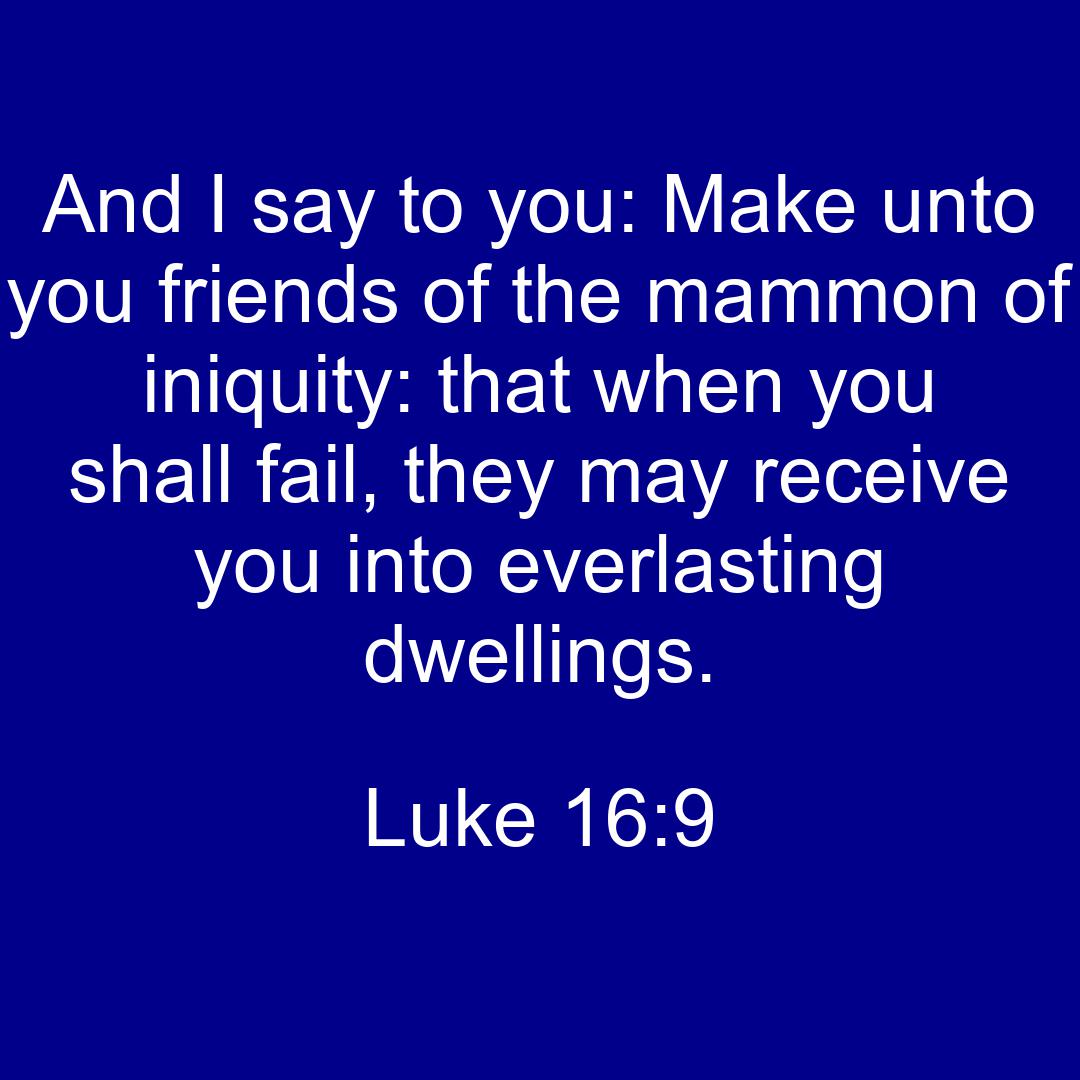 And I say to you: Make unto
you friends of the mammon of
iniquity: that when you
shall fail, they may receive
you into everlasting
dwellings.
Luke 16:9